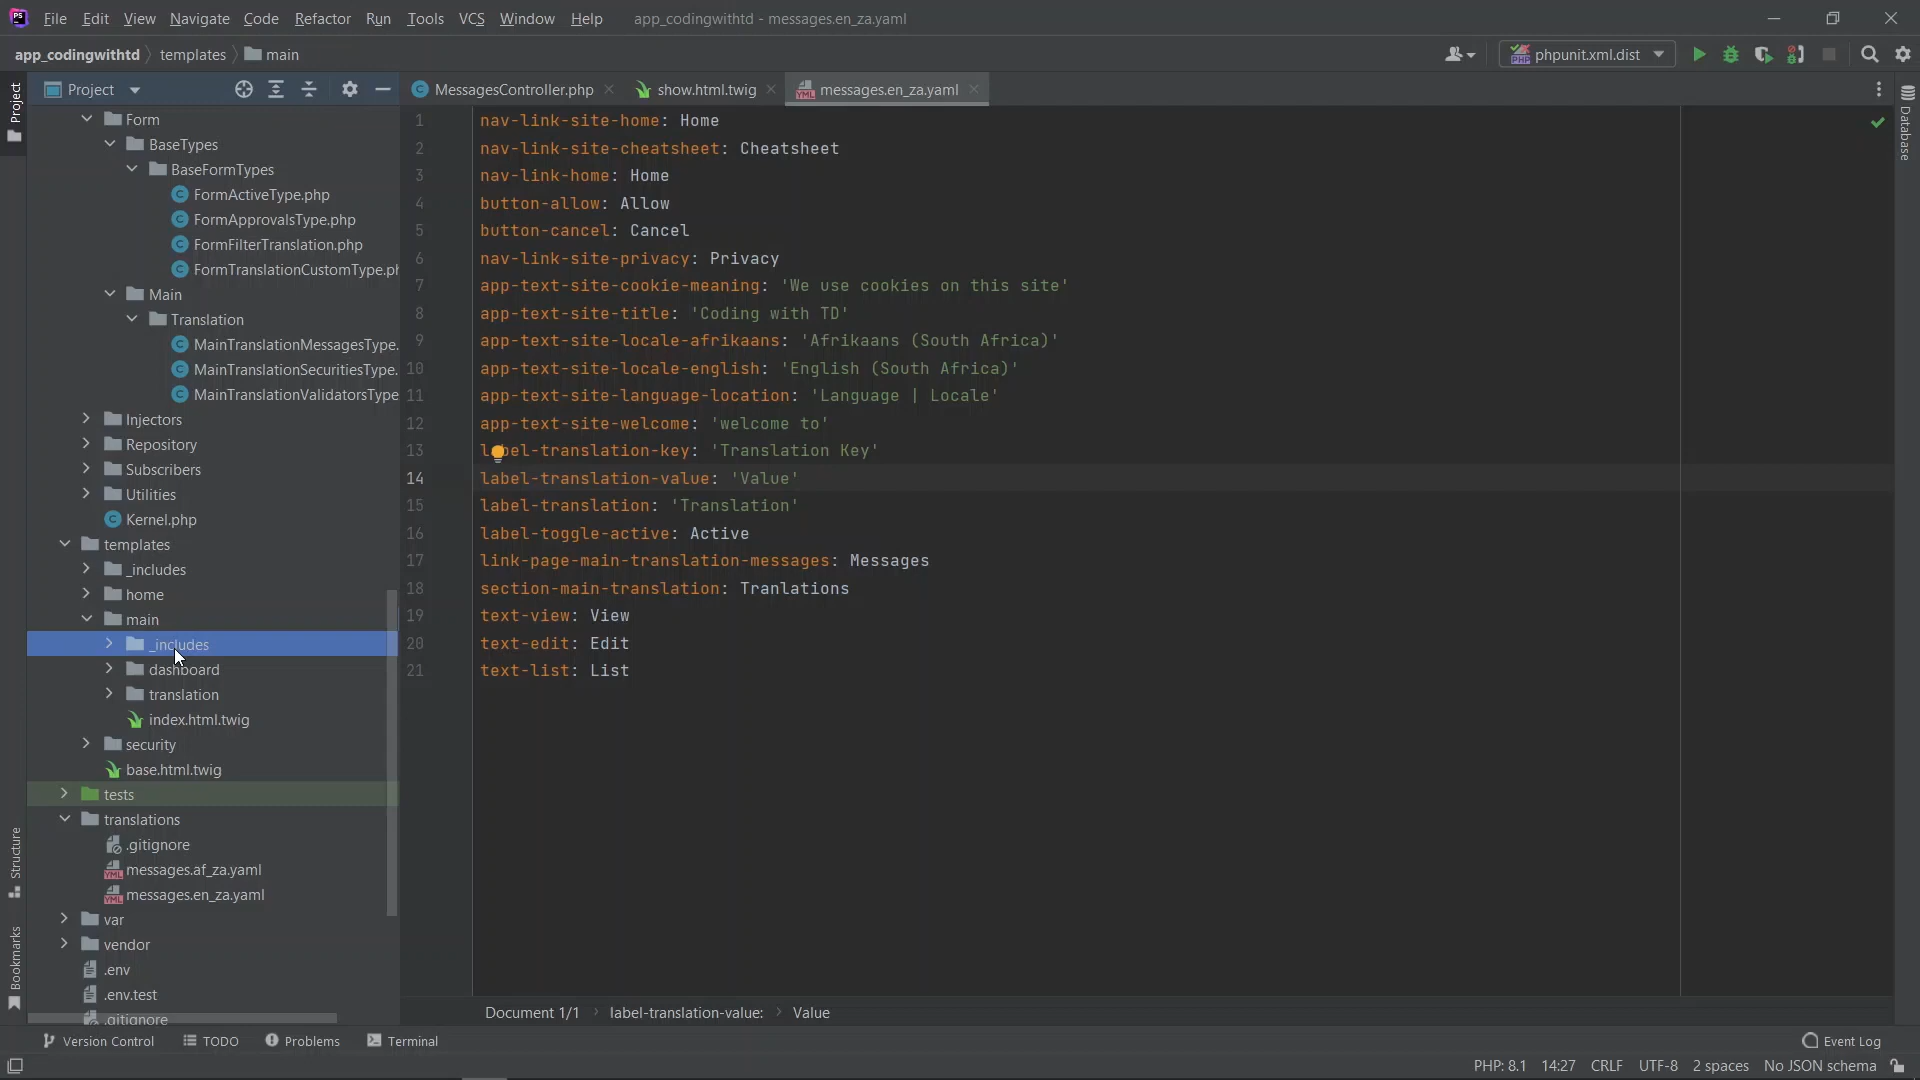 PS File Edit View Navigate Code Refactor Run Tools VCS Window Help app_codingwithtd - messages.en_za.yaml
app_codingwithtd templates main phpunit.xml.dist
Project
Project
MessagesController.php show.html.twig messages.en_za.yaml
Database
Form
BaseTypes
BaseFormTypes
FormActiveType.php
FormApprovalsType.php
FormFilterTranslation.php
FormTranslationCustomType.ph
Main
Translation
MainTranslationMessagesType.
MainTranslationSecuritiesType.
MainTranslationValidatorsType
Injectors
Repository
Subscribers
Utilities
Kernel.php
templates
_includes
home
main
_includes
dashboard
translation
index.html.twig
security
base.html.twig
tests
translations
.gitignore
messages.af_za.yaml
messages.en_za.yaml
var
vendor
.env
.env.test
.gitignore
Structure
Bookmarks
1 nav-link-site-home: Home
2 nav-link-site-cheatsheet: Cheatsheet
3 nav-link-home: Home
4 button-allow: Allow
5 button-cancel: Cancel
6 nav-link-site-privacy: Privacy
7 app-text-site-cookie-meaning: 'We use cookies on this site'
8 app-text-site-title: 'Coding with TD'
9 app-text-site-locale-afrikaans: 'Afrikaans (South Africa)'
10 app-text-site-locale-english: 'English (South Africa)'
11 app-text-site-language-location: 'Language | Locale'
12 app-text-site-welcome: 'welcome to'
13 label-translation-key: 'Translation Key'
14 label-translation-value: 'Value'
15 label-translation: 'Translation'
16 label-toggle-active: Active
17 link-page-main-translation-messages: Messages
18 section-main-translation: Tranlations
19 text-view: View
20 text-edit: Edit
21 text-list: List
Document 1/1 label-translation-value: Value
Version Control TODO Problems Terminal Event Log
PHP: 8.1 14:27 CRLF UTF-8 2 spaces No JSON schema